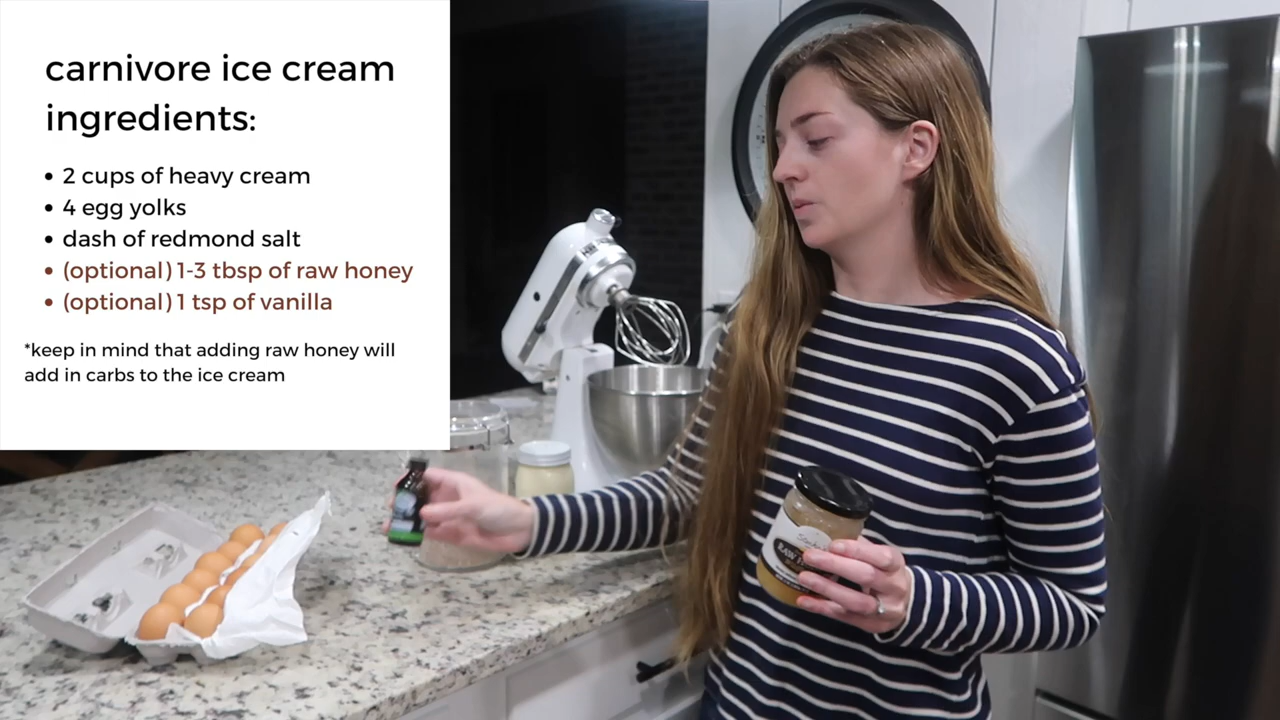 carnivore ice cream
ingredients:
• 2 cups of heavy cream
• 4 egg yolks
• dash of redmond salt
• (optional) 1-3 tbsp of raw honey
• (optional) 1 tsp of vanilla
*keep in mind that adding raw honey will
add in carbs to the ice cream
RAW